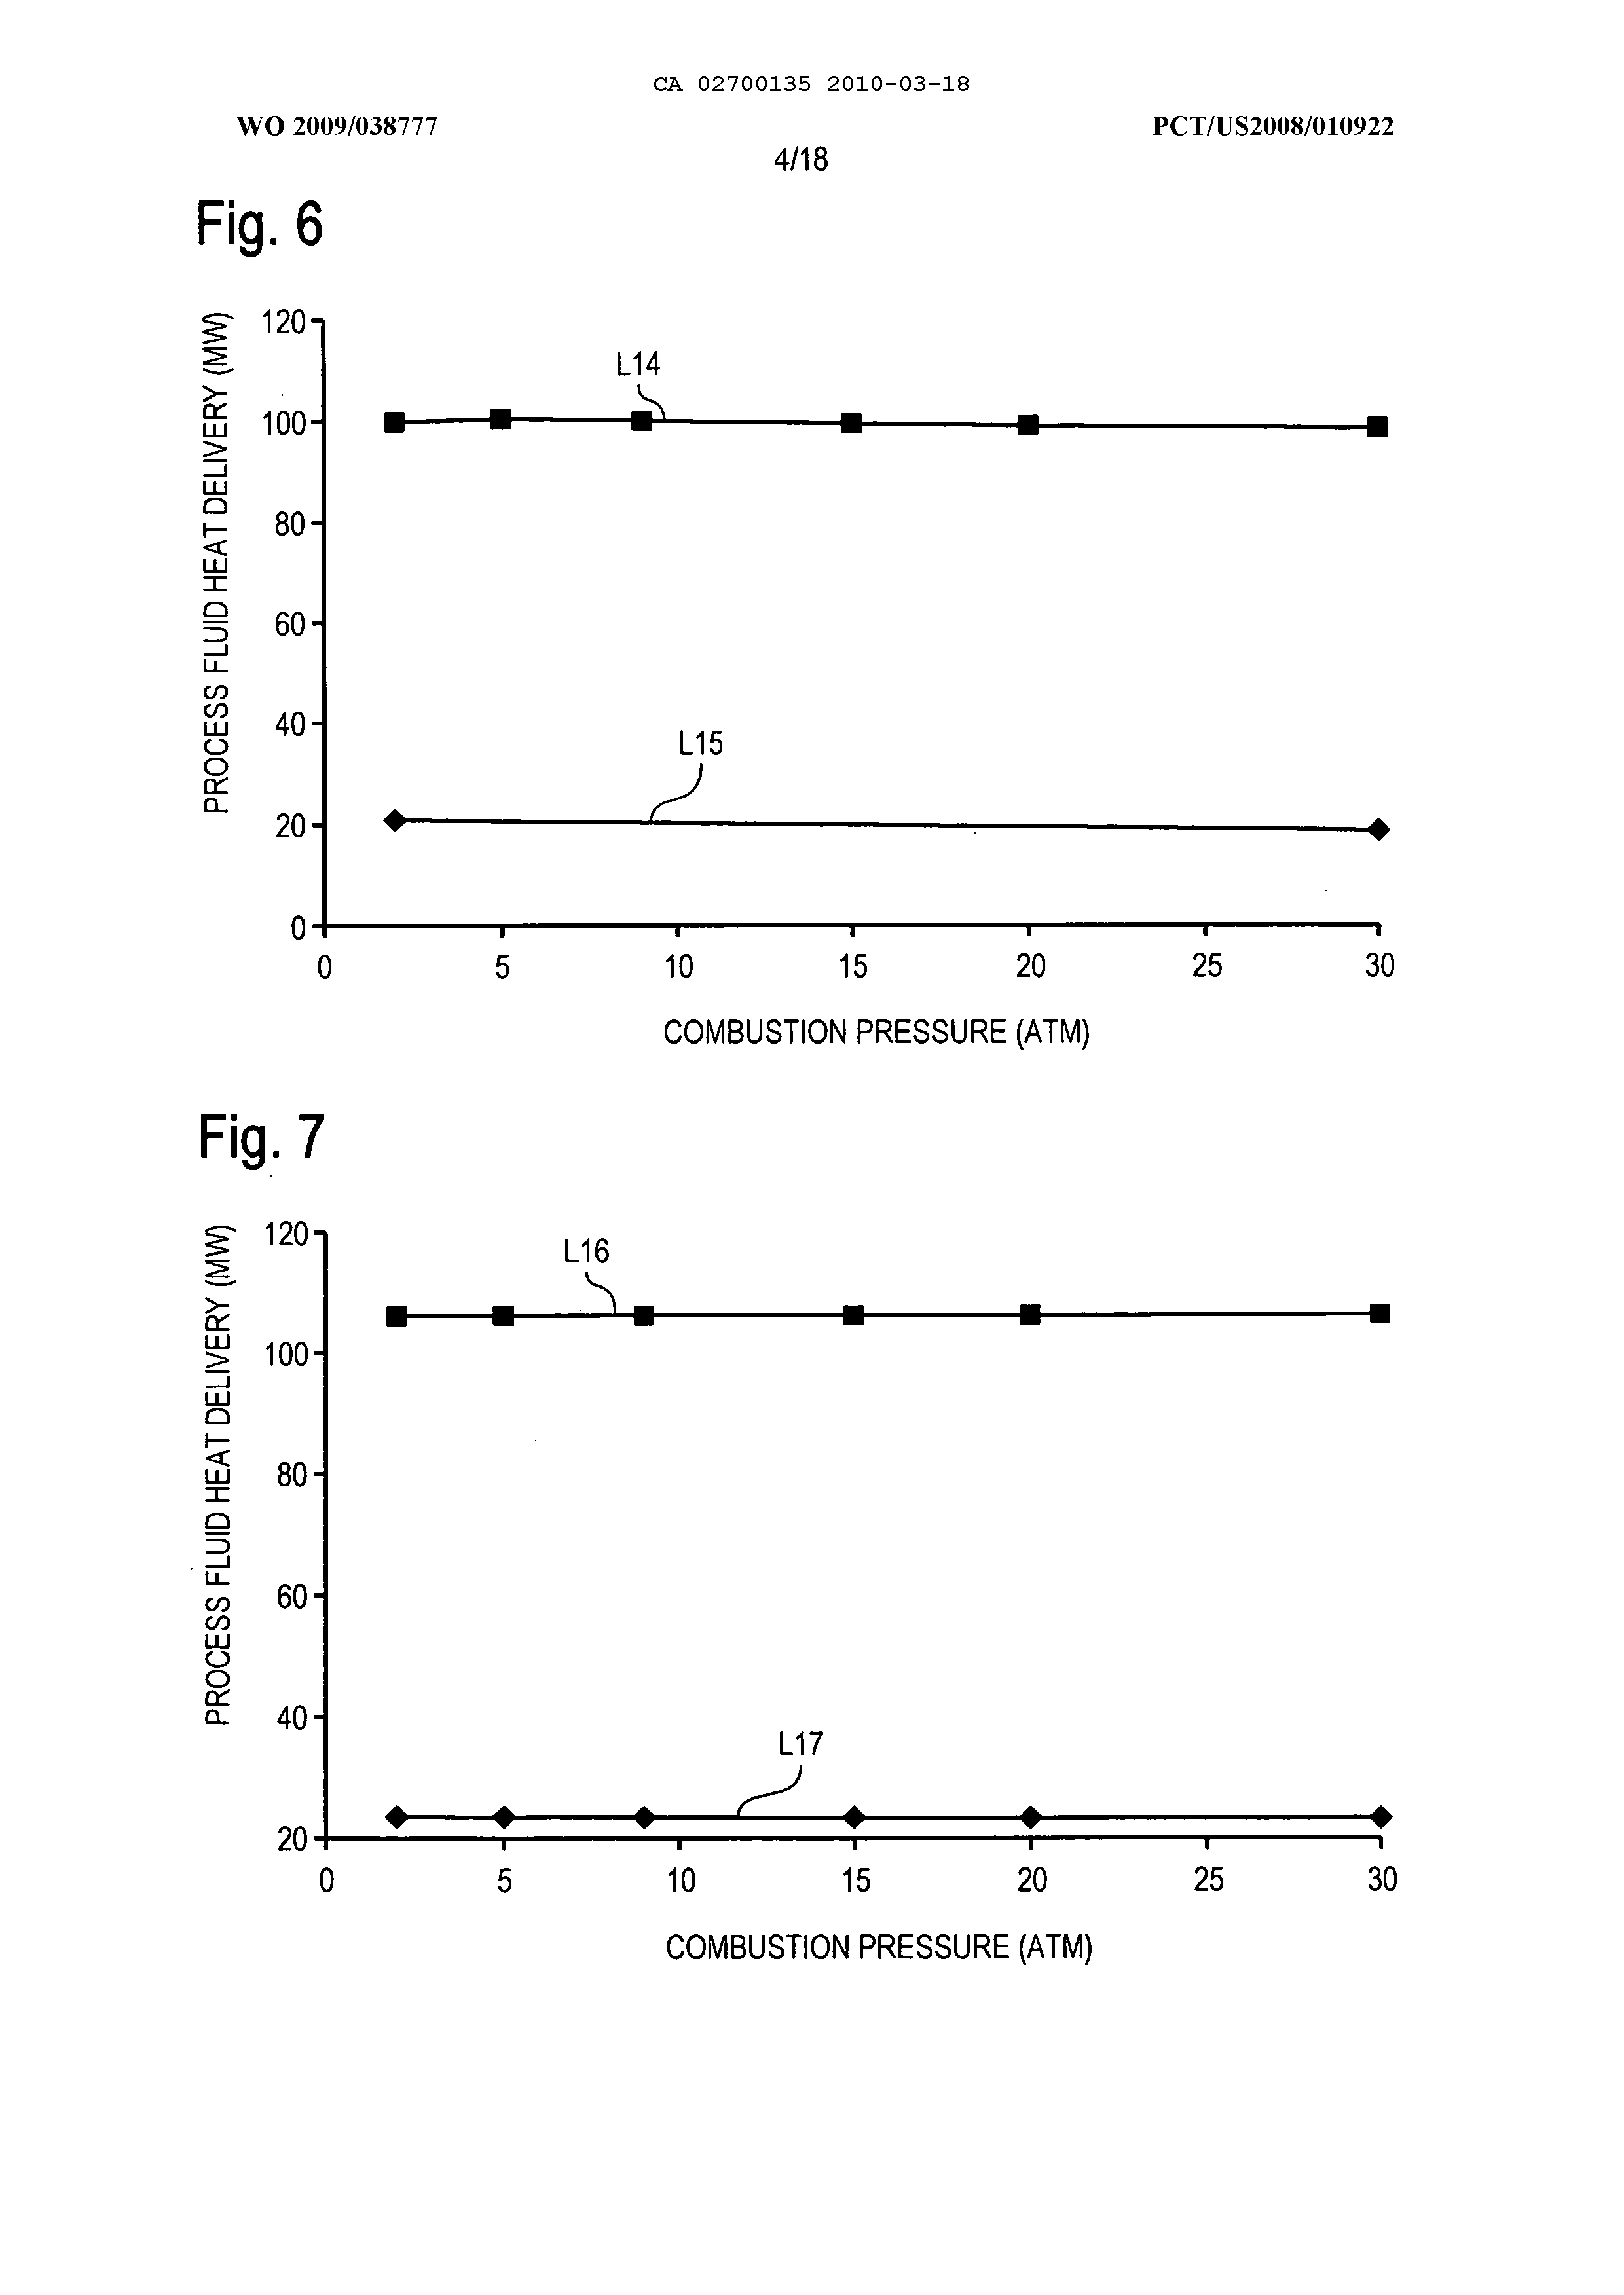 CA 02700135 2010-03-18
WO 2009/038777
PCT/US2008/010922
4/18
Fig. 6
PROCESS FLUID HEAT DELIVERY (MW)
120
100
80
60
40
20
0
L14
L15
0 5 10 15 20 25 30
COMBUSTION PRESSURE (ATM)
Fig. 7
PROCESS FLUID HEAT DELIVERY (MW)
120
100
80
60
40
20
L16
L17
0 5 10 15 20 25 30
COMBUSTION PRESSURE (ATM)